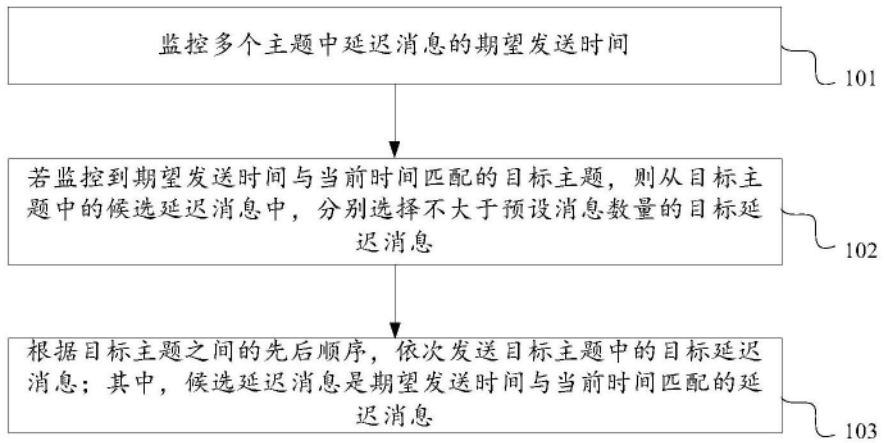 监控多个主题中延迟消息的期望发送时间
101
若监控到期望发送时间与当前时间匹配的目标主题，则从目标主
题中的候选延迟消息中，分别选择不大于预设消息数量的目标延
迟消息
102
根据目标主题之间的先后顺序，依次发送目标主题中的目标延迟
消息；其中，候选延迟消息是期望发送时间与当前时间匹配的延
迟消息
103